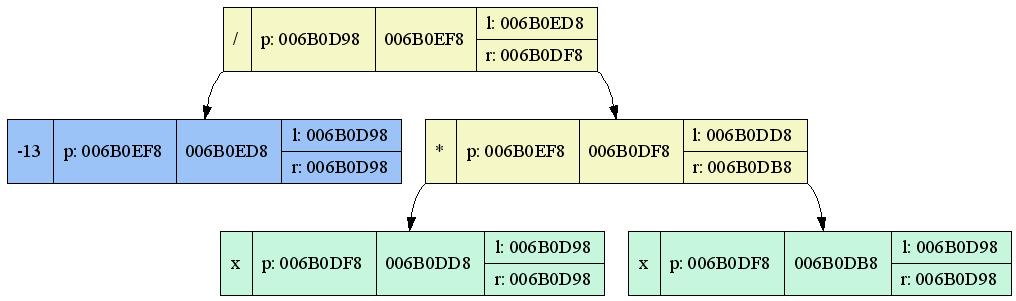 / p: 006B0D98 006B0EF8 l: 006B0ED8
r: 006B0DF8
-13 p: 006B0EF8 006B0ED8 l: 006B0D98
r: 006B0D98
* p: 006B0EF8 006B0DF8 l: 006B0DD8
r: 006B0DB8
x p: 006B0DF8 006B0DD8 l: 006B0D98
r: 006B0D98
x p: 006B0DF8 006B0DB8 l: 006B0D98
r: 006B0D98